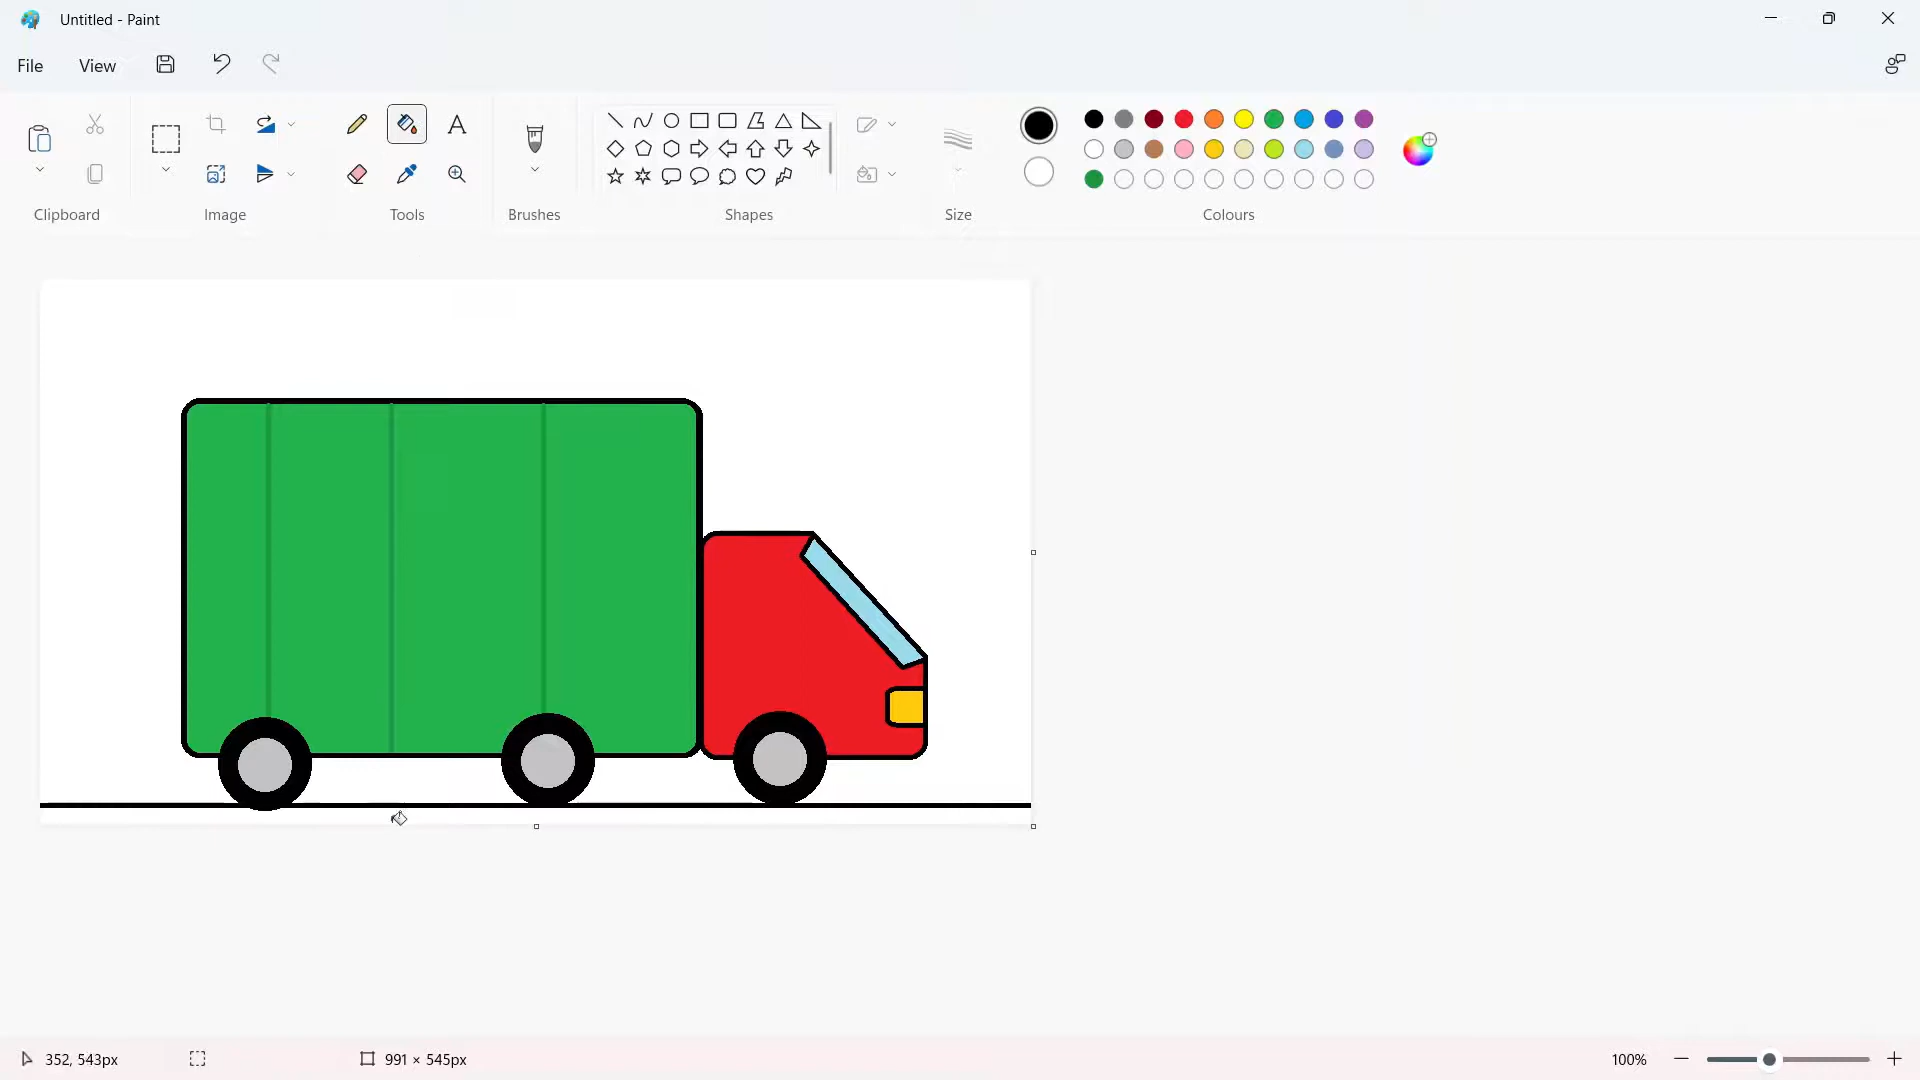 Untitled - Paint
File View
Clipboard Image Tools Brushes Shapes Size Colours
352, 543px 991 × 545px 100%